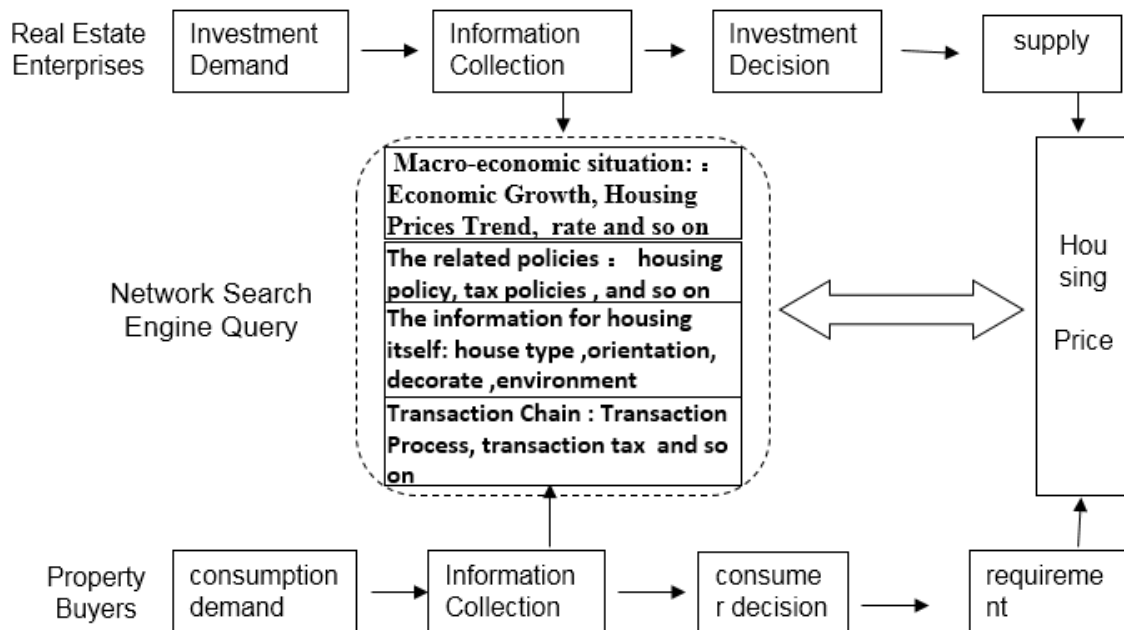 Real Estate
Enterprises
Investment
Demand
Information
Collection
Investment
Decision
supply
Macro-economic situation: :
Economic Growth, Housing
Prices Trend, rate and so on
The related policies : housing
policy, tax policies , and so on
The information for housing
itself: house type ,orientation,
decorate ,environment
Transaction Chain : Transaction
Process, transaction tax and so
on
Network Search
Engine Query
Hou
sing
Price
Property
Buyers
consumption
demand
Information
Collection
consume
r decision
requireme
nt